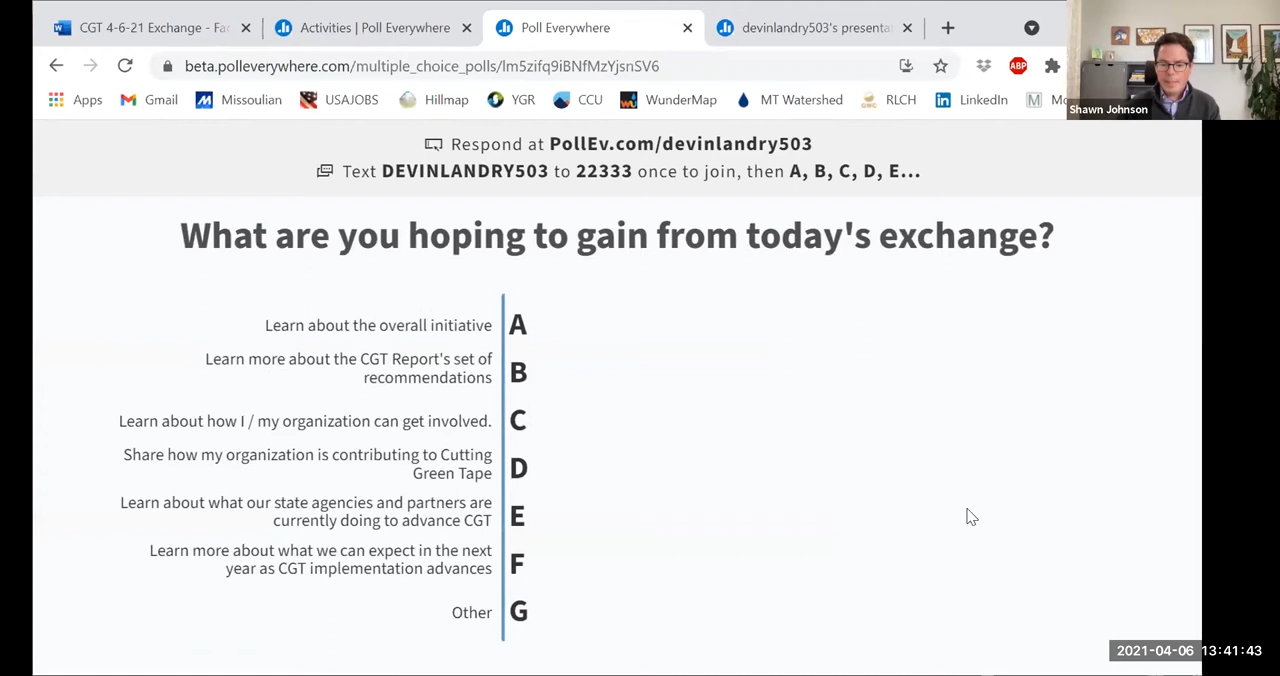 CGT 4-6-21 Exchange - Fac
Activities | Poll Everywhere
Poll Everywhere
devinlandry503's presenta
beta.polleverywhere.com/multiple_choice_polls/lm5zifq9iBNfMzYjsnSV6
ABP
Apps
Gmail
Missoulian
USAJOBS
Hillmap
YGR
CCU
WunderMap
MT Watershed
RLCH
LinkedIn
Shawn Johnson
Respond at PollEv.com/devinlandry503
Text DEVINLANDRY503 to 22333 once to join, then A, B, C, D, E...
What are you hoping to gain from today's exchange?
Learn about the overall initiative A
Learn more about the CGT Report's set of
recommendations B
Learn about how I / my organization can get involved. C
Share how my organization is contributing to Cutting
Green Tape D
Learn about what our state agencies and partners are
currently doing to advance CGT E
Learn more about what we can expect in the next
year as CGT implementation advances F
Other G
2021-04-06 13:41:43